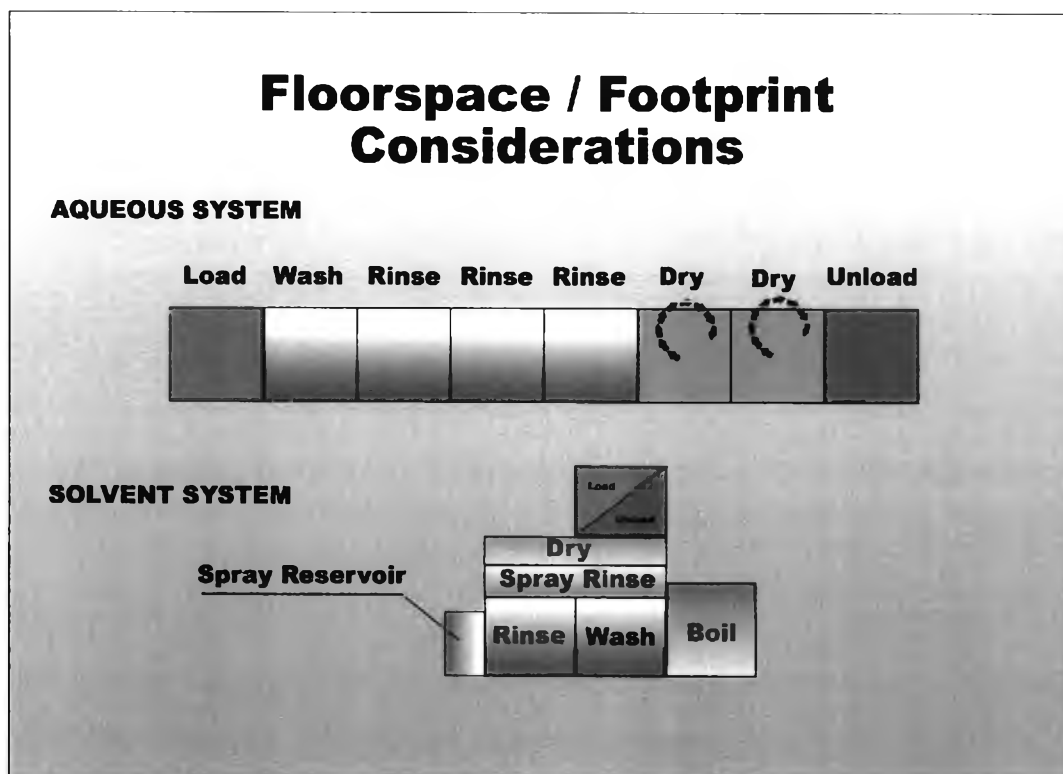 Floorspace / Footprint
Considerations
AQUEOUS SYSTEM
Load Wash Rinse Rinse Rinse Dry Dry Unload
SOLVENT SYSTEM
Load
Unload
Dry
Spray Reservoir
Spray Rinse
Rinse Wash Boil